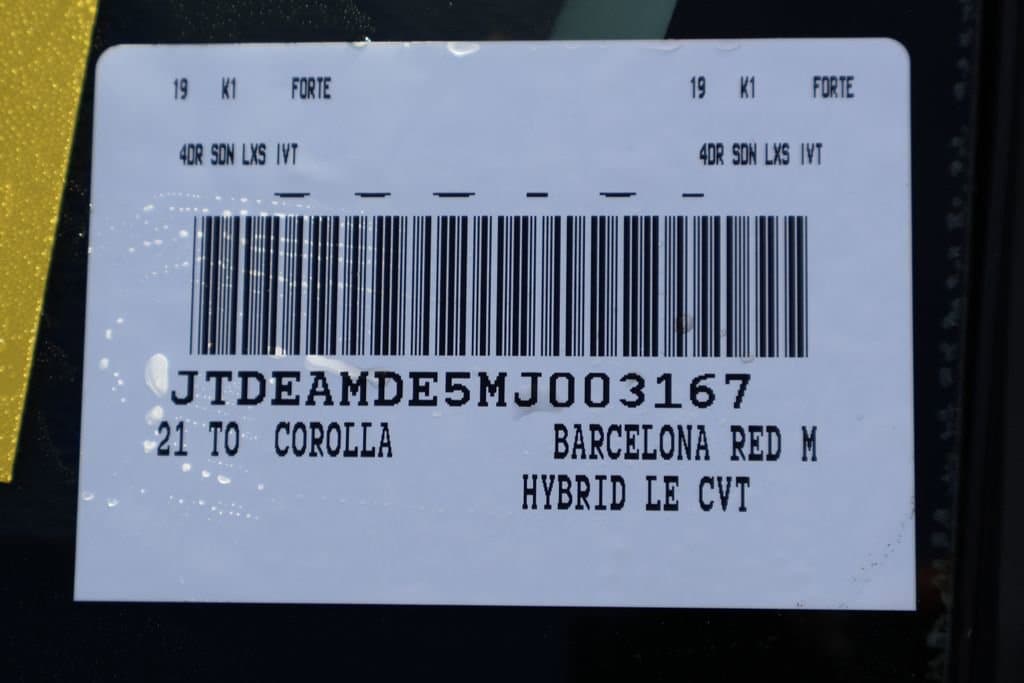 19 K1 FORTE 19 K1 FORTE
4DR SDN LXS IVT 4DR SDN LXS IVT
JTDEAMDE5MJ003167
21 TO COROLLA BARCELONA RED M
HYBRID LE CVT